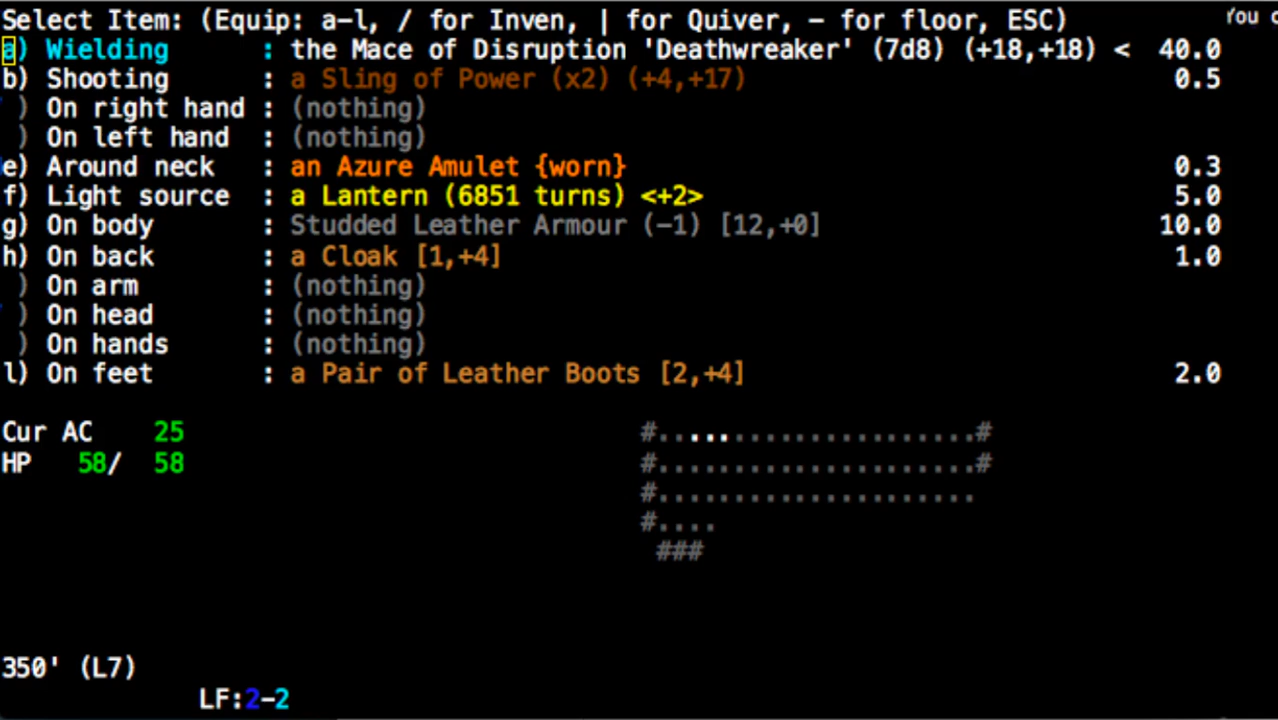 Select Item: (Equip: a-l, / for Inven, | for Quiver, - for floor, ESC) You
a) Wielding : the Mace of Disruption 'Deathwreaker' (7d8) (+18,+18) < 40.0
b) Shooting : a Sling of Power (x2) (+4,+17) 0.5
) On right hand : (nothing)
) On left hand : (nothing)
e) Around neck : an Azure Amulet {worn} 0.3
f) Light source : a Lantern (6851 turns) <+2> 5.0
g) On body : Studded Leather Armour (-1) [12,+0] 10.0
h) On back : a Cloak [1,+4] 1.0
) On arm : (nothing)
) On head : (nothing)
) On hands : (nothing)
l) On feet : a Pair of Leather Boots [2,+4] 2.0
Cur AC 25 #.....................#
HP 58/ 58 #.....................#
#.....................
#....
###
350' (L7)
LF:2-2